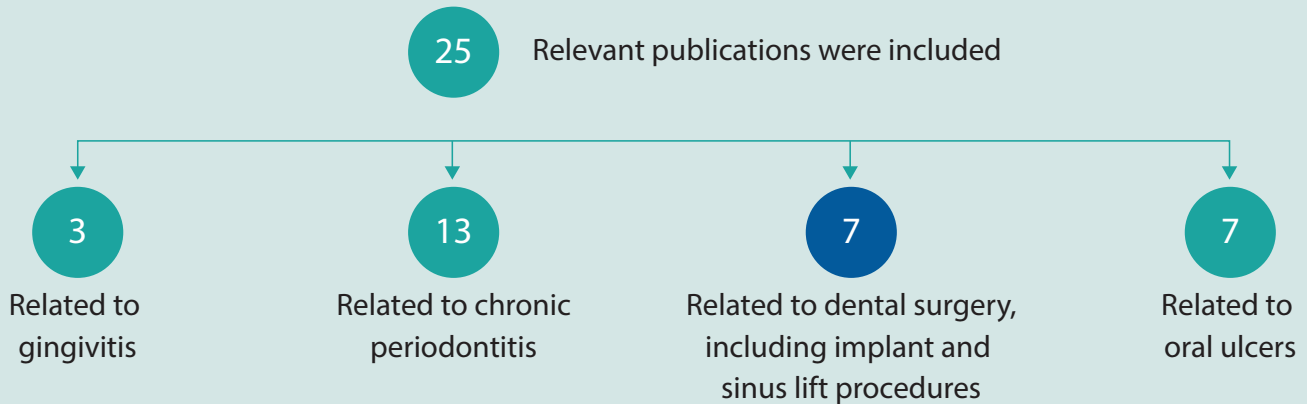 25 Relevant publications were included
3
Related to
gingivitis
13
Related to chronic
periodontitis
7
Related to dental surgery,
including implant and
sinus lift procedures
7
Related to
oral ulcers